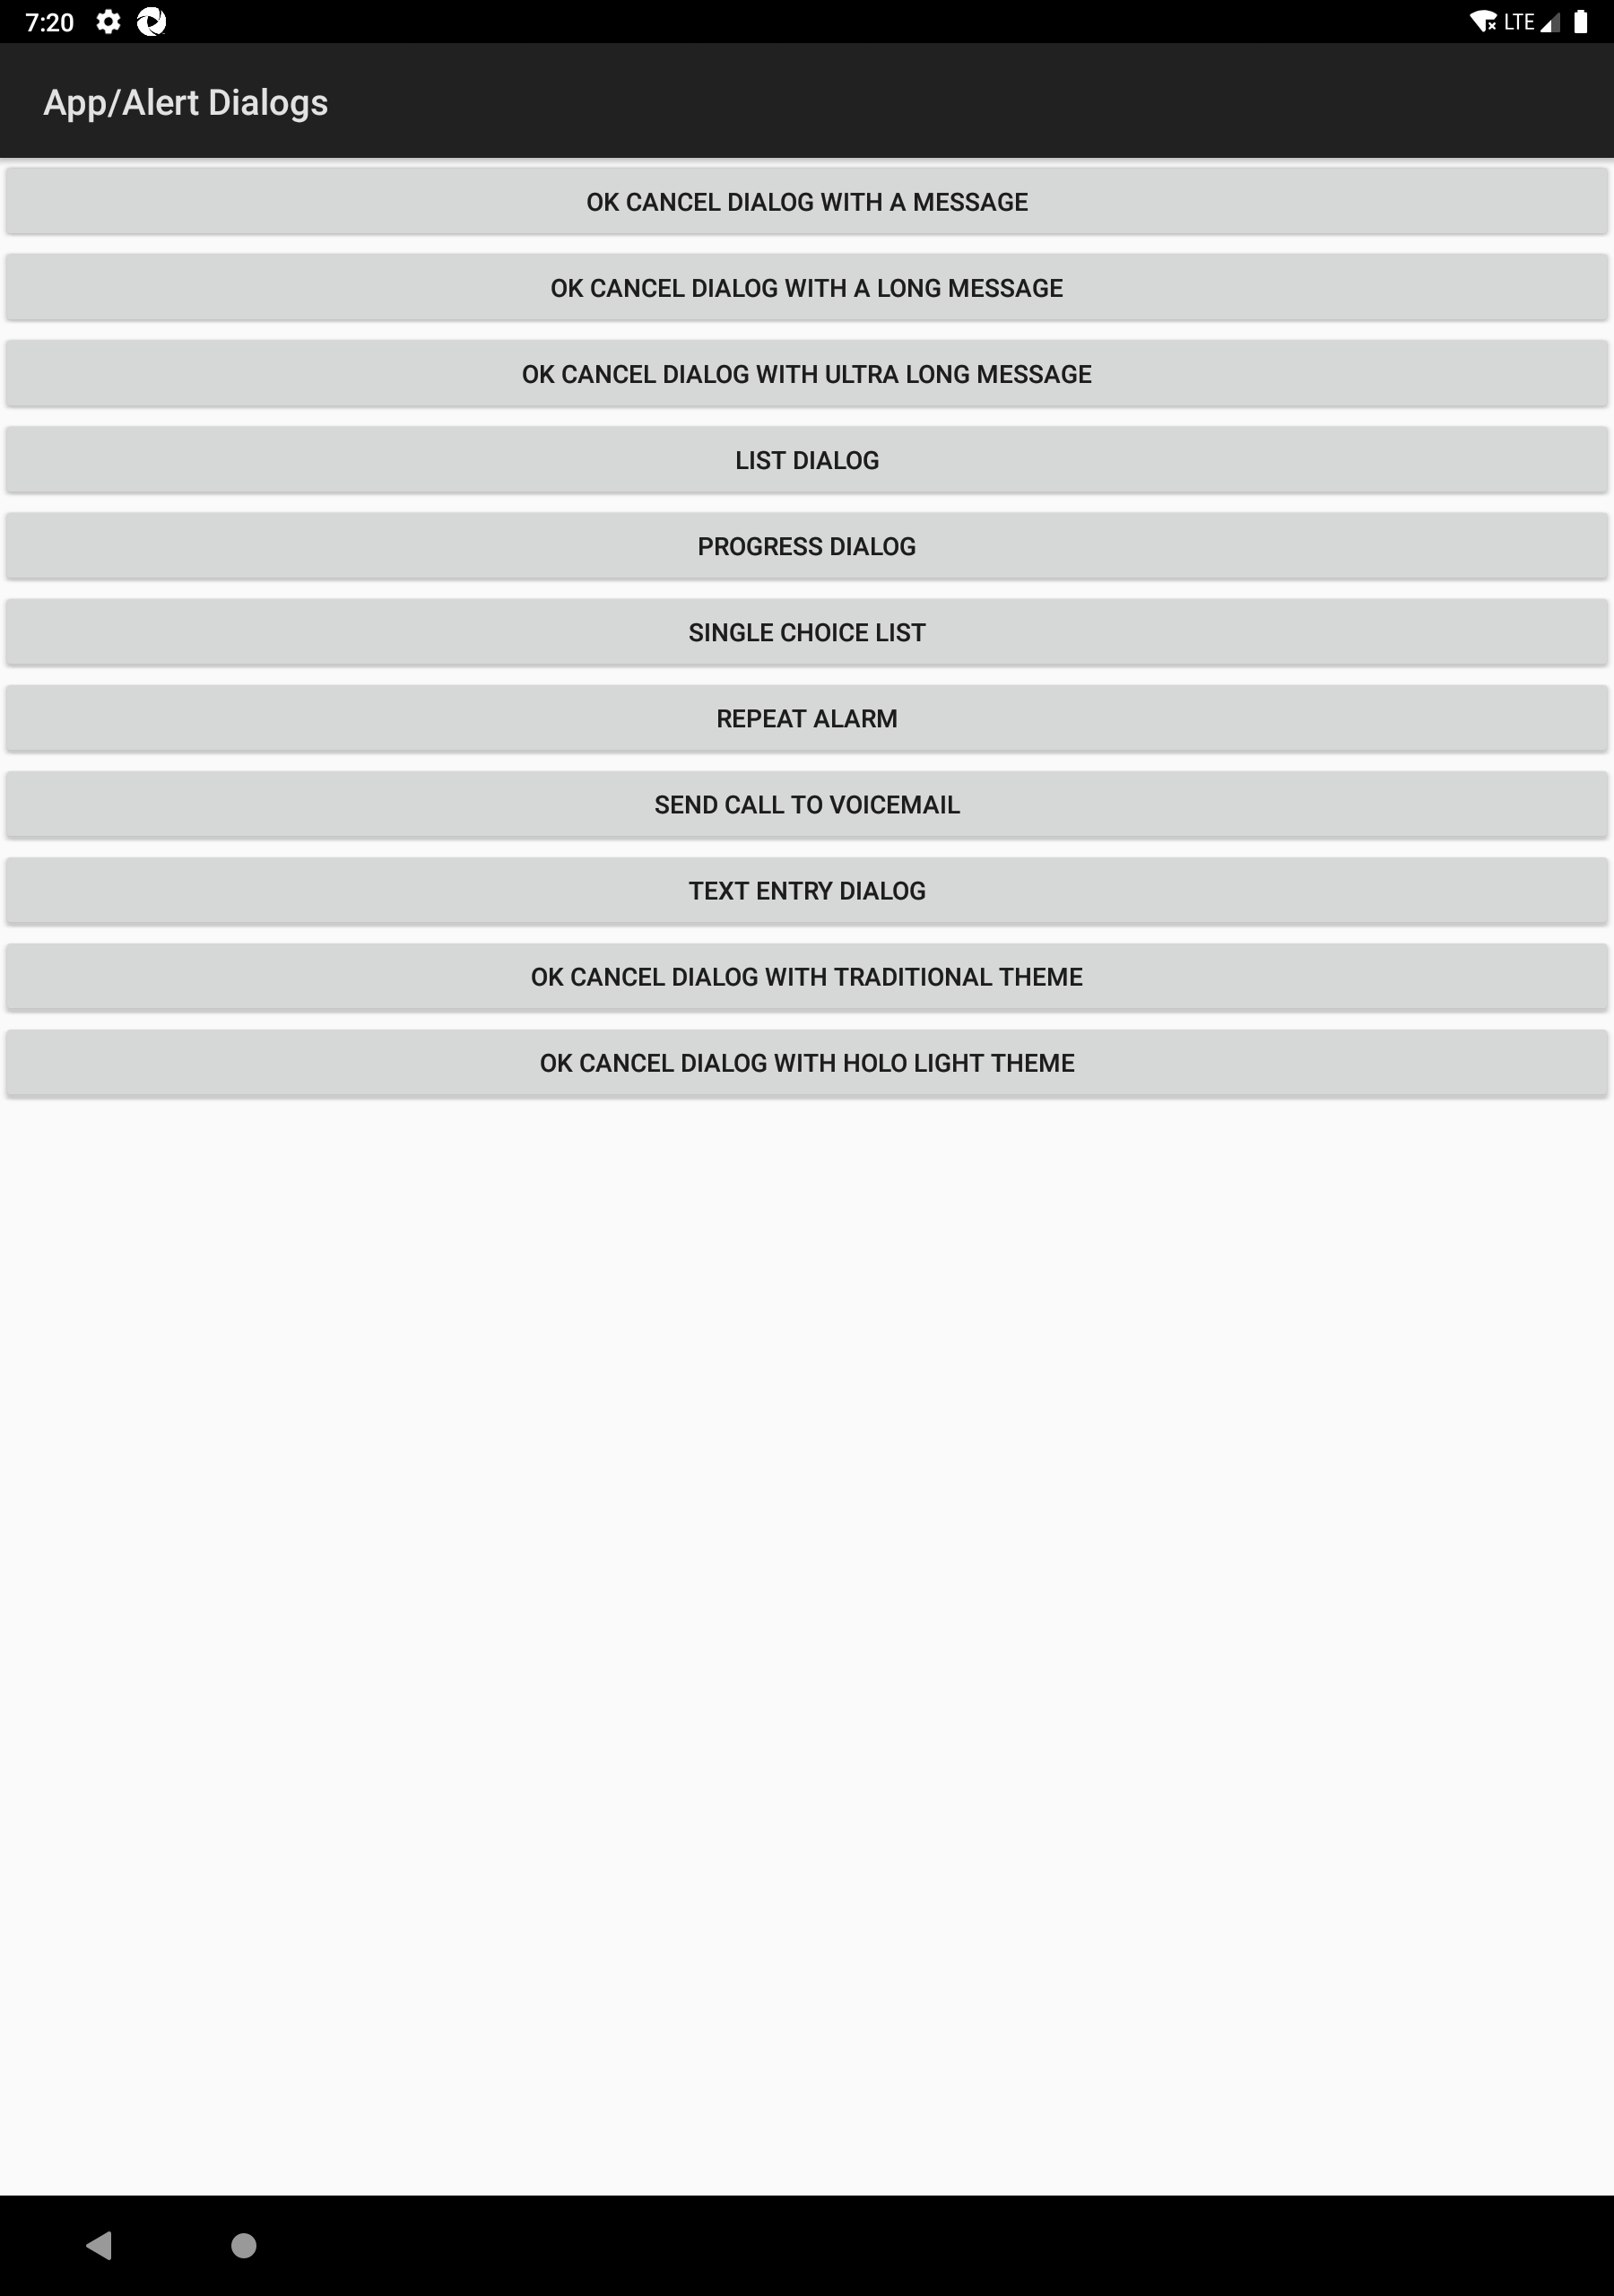 7:20
LTE
App/Alert Dialogs
OK CANCEL DIALOG WITH A MESSAGE
OK CANCEL DIALOG WITH A LONG MESSAGE
OK CANCEL DIALOG WITH ULTRA LONG MESSAGE
LIST DIALOG
PROGRESS DIALOG
SINGLE CHOICE LIST
REPEAT ALARM
SEND CALL TO VOICEMAIL
TEXT ENTRY DIALOG
OK CANCEL DIALOG WITH TRADITIONAL THEME
OK CANCEL DIALOG WITH HOLO LIGHT THEME